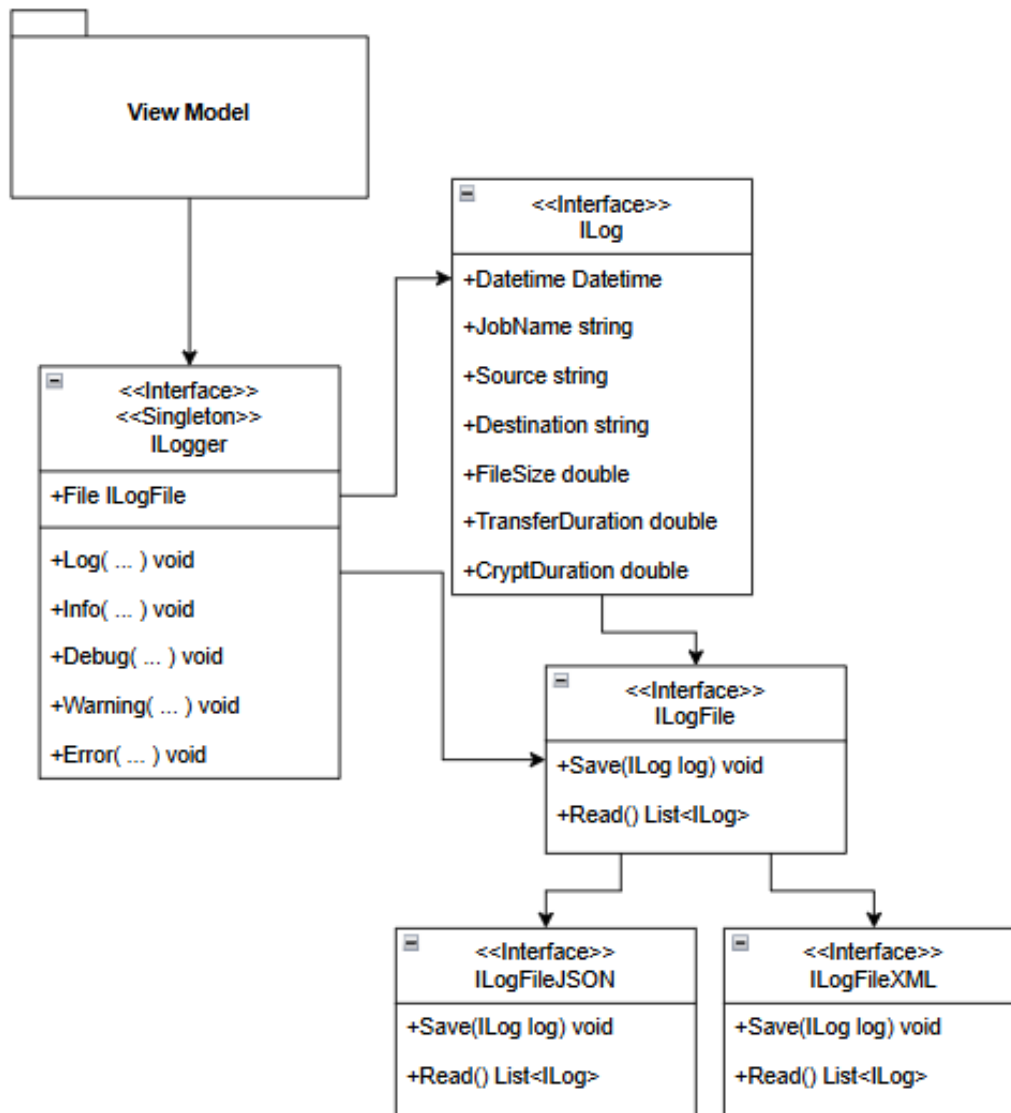 View Model
<<Interface>>
ILog
+Datetime Datetime
+JobName string
+Source string
+Destination string
+FileSize double
+TransferDuration double
+CryptDuration double
<<Interface>>
<<Singleton>>
ILogger
+File ILogFile
+Log( ... ) void
+Info( ... ) void
+Debug( ... ) void
+Warning( ... ) void
+Error( ... ) void
<<Interface>>
ILogFile
+Save(ILog log) void
+Read() List<ILog>
<<Interface>>
ILogFileJSON
+Save(ILog log) void
+Read() List<ILog>
<<Interface>>
ILogFileXML
+Save(ILog log) void
+Read() List<ILog>